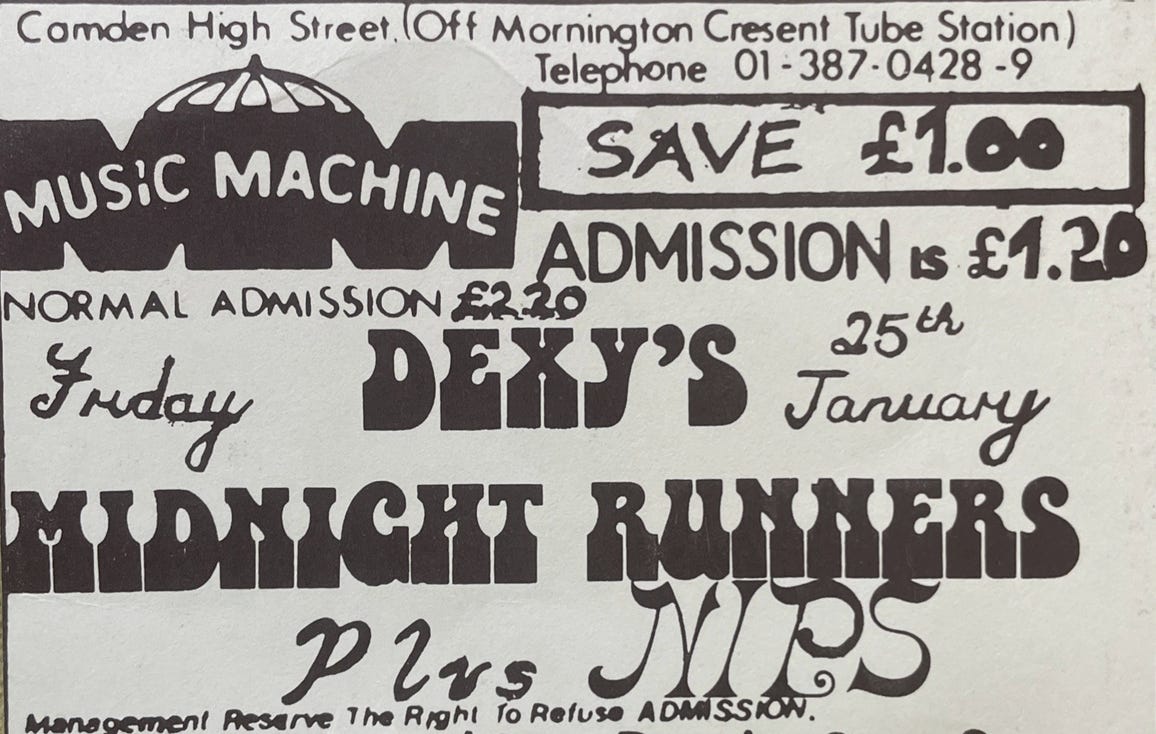 Camden High Street. (Off Mornington Cresent Tube Station)
Telephone 01-387-0428-9
MUSIC MACHINE
SAVE £1.00
ADMISSION is £1.20
NORMAL ADMISSION £2.20
Friday
DEXY'S
25th
January
MIDNIGHT RUNNERS
Plus NIPS
Management Reserve The Right To Refuse ADMISSION.